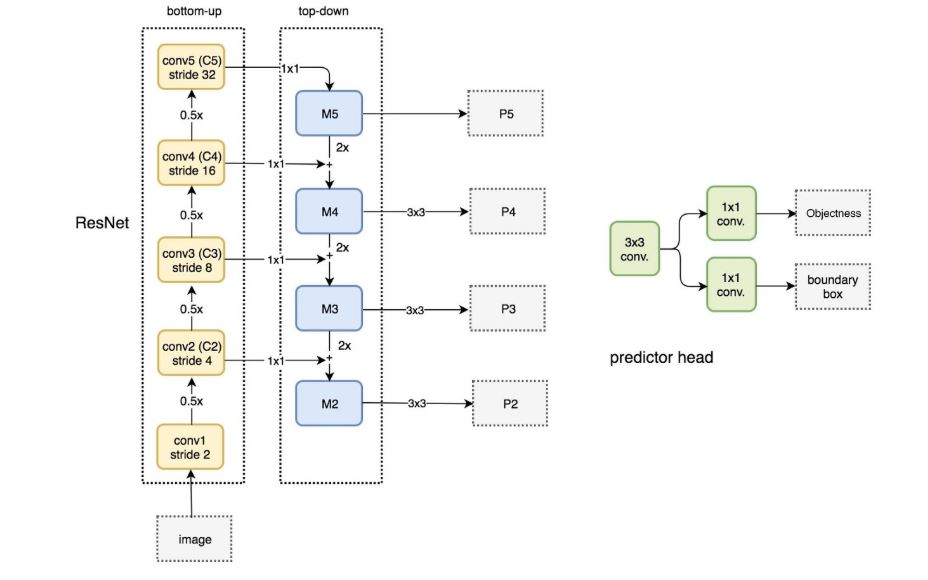 bottom-up
top-down
conv5 (C5)
stride 32
1x1
0.5x
M5
P5
2x
conv4 (C4)
stride 16
1x1
+
0.5x
M4
3x3
P4
2x
ResNet
conv3 (C3)
stride 8
1x1
+
0.5x
M3
3x3
P3
2x
conv2 (C2)
stride 4
1x1
+
0.5x
M2
3x3
P2
conv1
stride 2
image
3x3
conv.
1x1
conv.
Objectness
1x1
conv.
boundary
box
predictor head